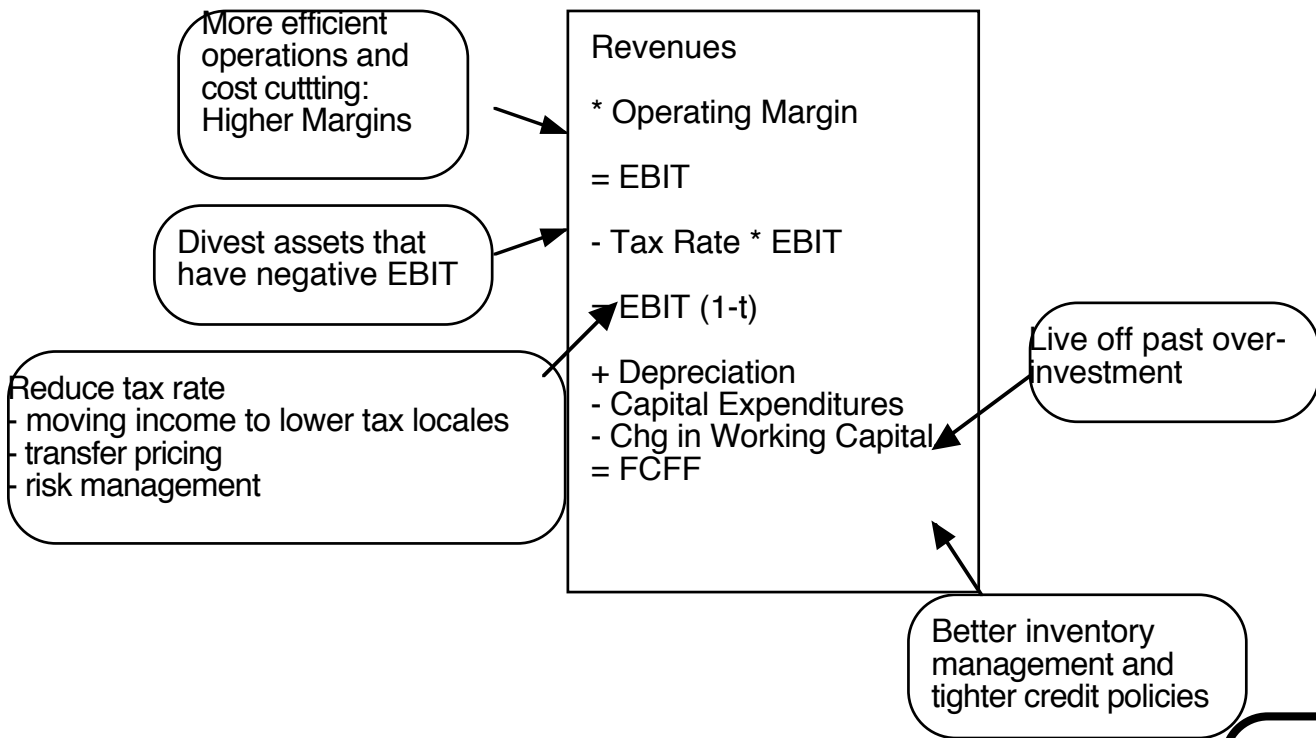 More efficient
operations and
cost cuttting:
Higher Margins
Divest assets that
have negative EBIT
Reduce tax rate
- moving income to lower tax locales
- transfer pricing
- risk management
Revenues
* Operating Margin
= EBIT
- Tax Rate * EBIT
= EBIT (1-t)
+ Depreciation
- Capital Expenditures
- Chg in Working Capital
= FCFF
Live off past over-
investment
Better inventory
management and
tighter credit policies